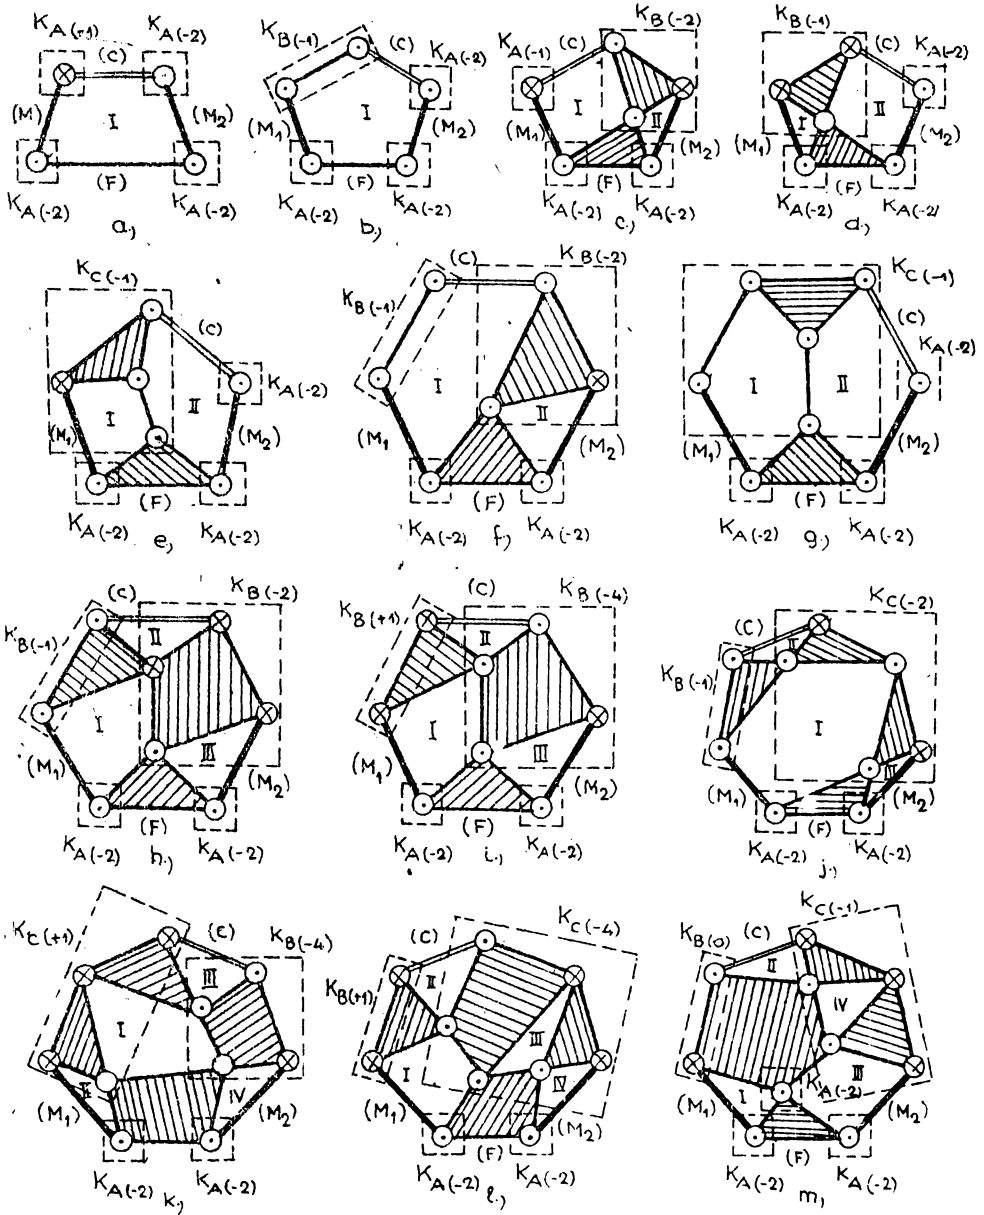 K_A(-1) K_A(-2) K_B(-1) K_A(-2) K_A(-1) K_B(-2) K_B(-1) K_A(-2)
(C) (C) (C) (C)
(M) I (M_2) (M_1) I (M_2) (M_1) I II (M_2) (M_1) I II (M_2)
(F) (F) (F) (F)
K_A(-2) K_A(-2) K_A(-2) K_A(-2) K_A(-2) K_A(-2) K_A(-2) K_A(-2)
a., b., c., d.,
K_C(-1) K_B(-1) K_B(-2) K_C(-1)
(C) (C) (C)
K_A(-2) K_A(-2)
(M_1) I II (M_2) (M_1) I II (M_2) (M_1) I II (M_2)
(F) (F) (F)
K_A(-2) K_A(-2) K_A(-2) K_A(-2) K_A(-2) K_A(-2)
e., f., g.,
K_B(-1) K_B(-2) K_B(+1) K_B(-4) K_B(-1) K_C(-2)
(C) (C) (C)
II II II
(M_1) I III (M_2) (M_1) I III (M_2) (M_1) I (M_2)
(F) (F) (F)
K_A(-2) K_A(-2) K_A(-2) K_A(-2) K_A(-2) K_A(-2)
h., i., j.,
K_C(+1) K_B(-4) K_B(+1) K_C(-4) K_B(0) K_C(-1)
(C) (C) (C)
I III II III II IV
(M_1) II IV (M_2) (M_1) I IV (M_2) (M_1) I III (M_2)
K_A(-2)
(F) (F)
K_A(-2) K_A(-2) K_A(-2) K_A(-2) K_A(-2) K_A(-2)
k., l., m.,